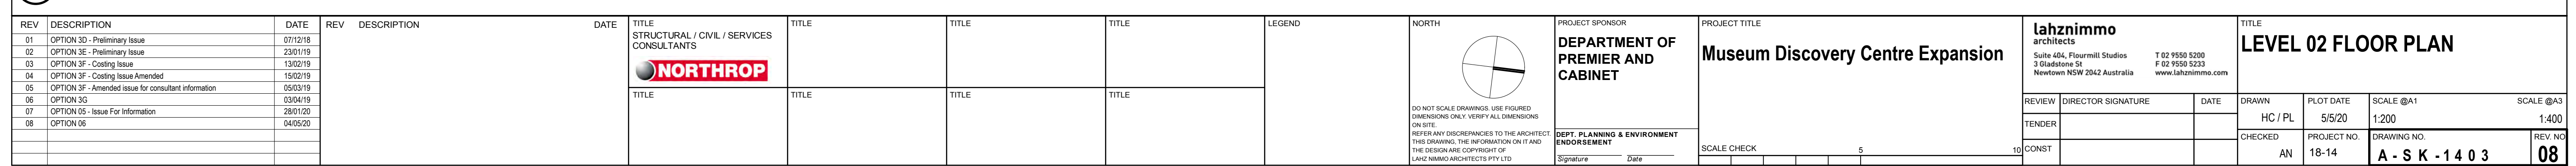 REV DESCRIPTION DATE
01 OPTION 3D - Preliminary Issue 07/12/18
02 OPTION 3E - Preliminary Issue 23/01/19
03 OPTION 3F - Costing Issue 13/02/19
04 OPTION 3F - Costing Issue Amended 15/02/19
05 OPTION 3F - Amended issue for consultant information 05/03/19
06 OPTION 3G 03/04/19
07 OPTION 05 - Issue For Information 28/01/20
08 OPTION 06 04/05/20
REV DESCRIPTION DATE
TITLE
STRUCTURAL / CIVIL / SERVICES
CONSULTANTS
NORTHROP
TITLE
TITLE
TITLE
TITLE
TITLE
TITLE
TITLE
LEGEND
NORTH
DO NOT SCALE DRAWINGS. USE FIGURED
DIMENSIONS ONLY. VERIFY ALL DIMENSIONS
ON SITE.
REFER ANY DISCREPANCIES TO THE ARCHITECT.
THIS DRAWING, THE INFORMATION ON IT AND
THE DESIGN ARE COPYRIGHT OF
LAHZ NIMMO ARCHITECTS PTY LTD
PROJECT SPONSOR
DEPARTMENT OF
PREMIER AND
CABINET
DEPT. PLANNING & ENVIRONMENT
ENDORSEMENT
Signature Date
PROJECT TITLE
Museum Discovery Centre Expansion
SCALE CHECK 5 10
lahznimmo
architects
Suite 404, Flourmill Studios T 02 9550 5200
3 Gladstone St F 02 9550 5233
Newtown NSW 2042 Australia www.lahznimmo.com
REVIEW DIRECTOR SIGNATURE DATE
TENDER
CONST
TITLE
LEVEL 02 FLOOR PLAN
DRAWN PLOT DATE SCALE @A1 SCALE @A3
HC / PL 5/5/20 1:200 1:400
CHECKED PROJECT NO. DRAWING NO. REV. NO
AN 18-14 A-SK-1403 08